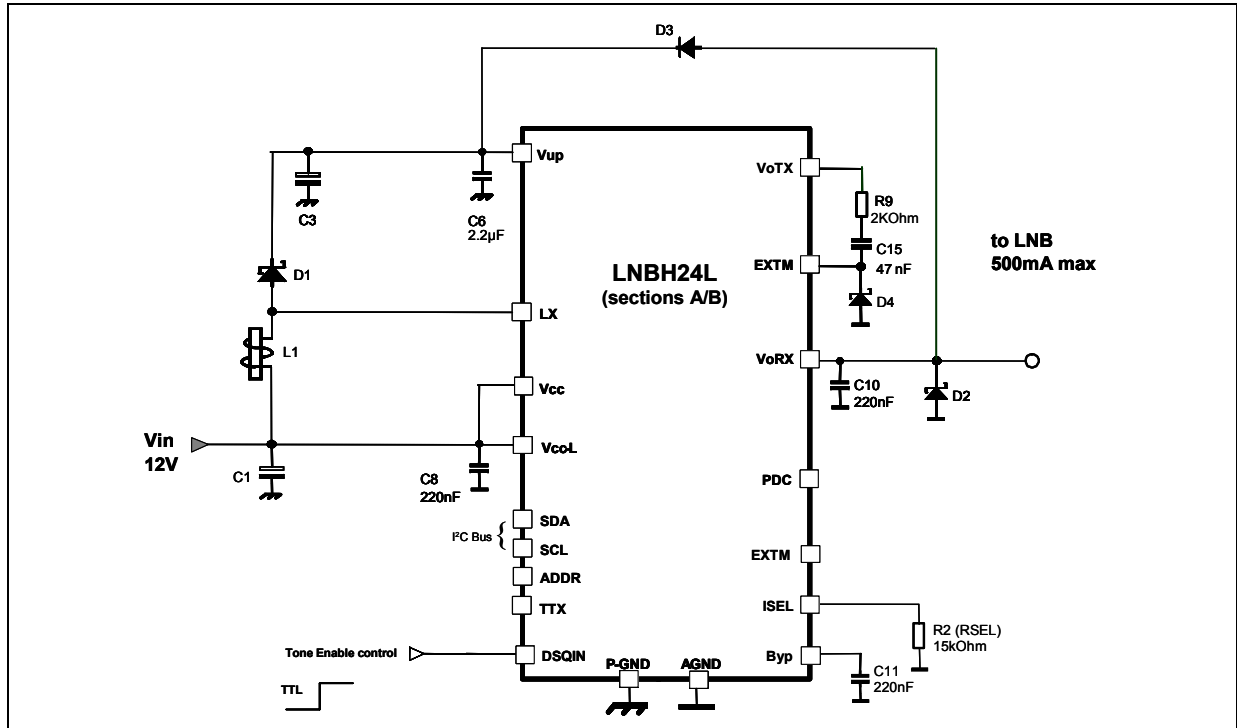 D3
Vup
VoTX
C3
C6
2.2µF
R9
2KOhm
C15
47 nF
EXTM
D4
to LNB
500mA max
LNBH24L
(sections A/B)
D1
LX
L1
VoRX
C10
220nF
D2
Vcc
Vin
12V
Vcc-L
C1
C8
220nF
PDC
SDA
I²C Bus {
SCL
EXTM
ADDR
TTX
ISEL
R2 (RSEL)
15kOhm
Tone Enable control
DSQIN
P-GND
AGND
Byp
C11
220nF
TTL